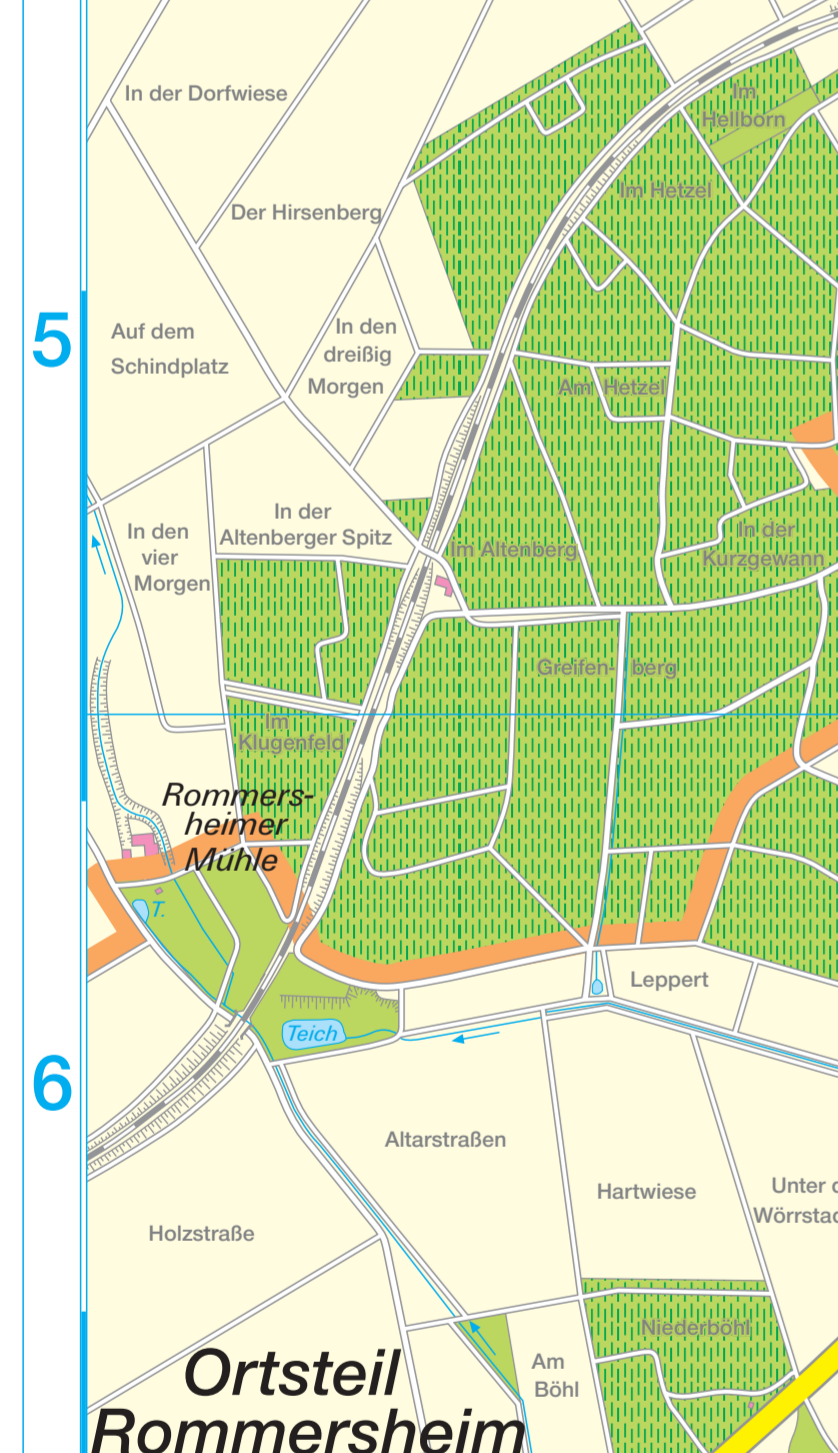 Im
Hellborn
In der Dorfwiese
Im Hetzel
Der Hirsenberg
5
Auf dem
Schindplatz
In den
dreißig
Morgen
Am Hetzel
In der
Altenberger Spitz
In den
vier
Morgen
Im Altenberg
In der
Kurzgewann
Greifen- berg
Im
Klugenfeld
Rommers-
heimer
Mühle
T.
Leppert
Teich
6
Altarstraßen
Hartwiese
Unter
Wörrstad
Holzstraße
Niederböhl
Am
Böhl
Ortsteil
Rommersheim